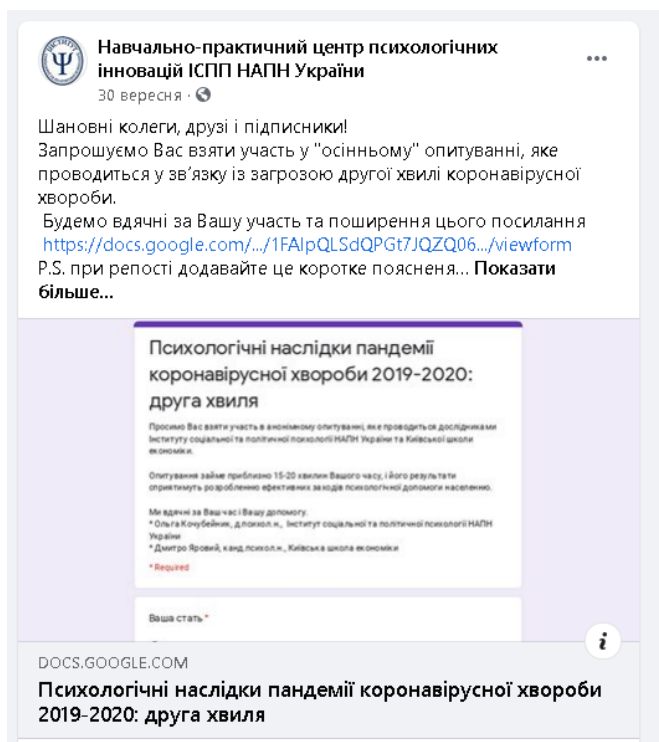 Навчально-практичний центр психологічних
інновацій ІСПП НАПН України
30 вересня ·
Шановні колеги, друзі і підписники!
Запрошуємо Вас взяти участь у "осінньому" опитуванні, яке
проводиться у зв’язку із загрозою другої хвилі коронавірусної
хвороби.
Будемо вдячні за Вашу участь та поширення цього посилання
https://docs.google.com/.../1FAIpQLSdQPGt7JQZQ06.../viewform
P.S. при репості додавайте це коротке поясненя... Показати
більше...
Психологічні наслідки пандемії
коронавірусної хвороби 2019-2020:
друга хвиля
Просимо Вас взяти участь в анонімному опитуванні, яке проводиться дослідниками
Інституту соціальної та політичної психології НАПН України та Київської школи
економіки.
Опитування займе приблизно 15-20 хвилин Вашого часу, і його результати
сприятимуть розробленню ефективних заходів психологічної допомоги населенню.
Ми вдячні за Ваш час і Вашу допомогу.
* Ольга Кочубейник, д.психол.н., Інститут соціальної та політичної психології НАПН
України
* Дмитро Яровий, канд.психол.н., Київська школа економіки
* Required
Ваша стать *
DOCS.GOOGLE.COM
Психологічні наслідки пандемії коронавірусної хвороби
2019-2020: друга хвиля